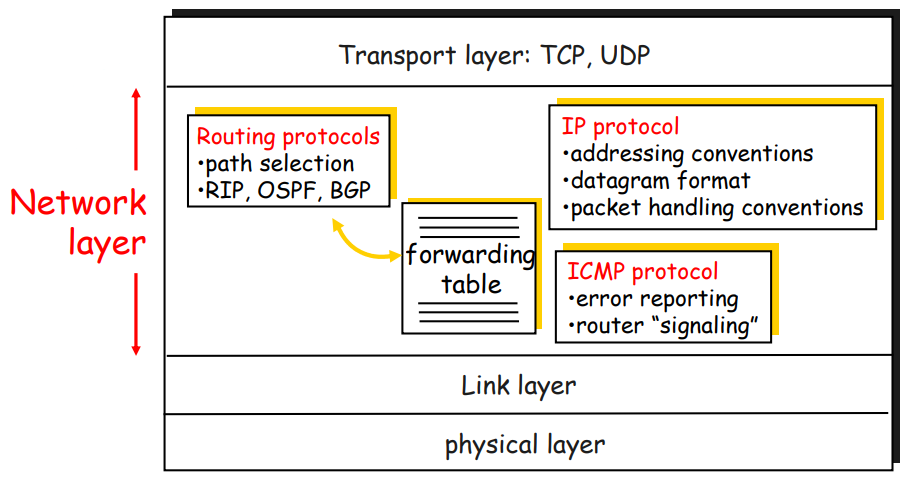 Transport layer: TCP, UDP
Network
layer
Routing protocols
•path selection
•RIP, OSPF, BGP
forwarding
table
IP protocol
•addressing conventions
•datagram format
•packet handling conventions
ICMP protocol
•error reporting
•router “signaling”
Link layer
physical layer